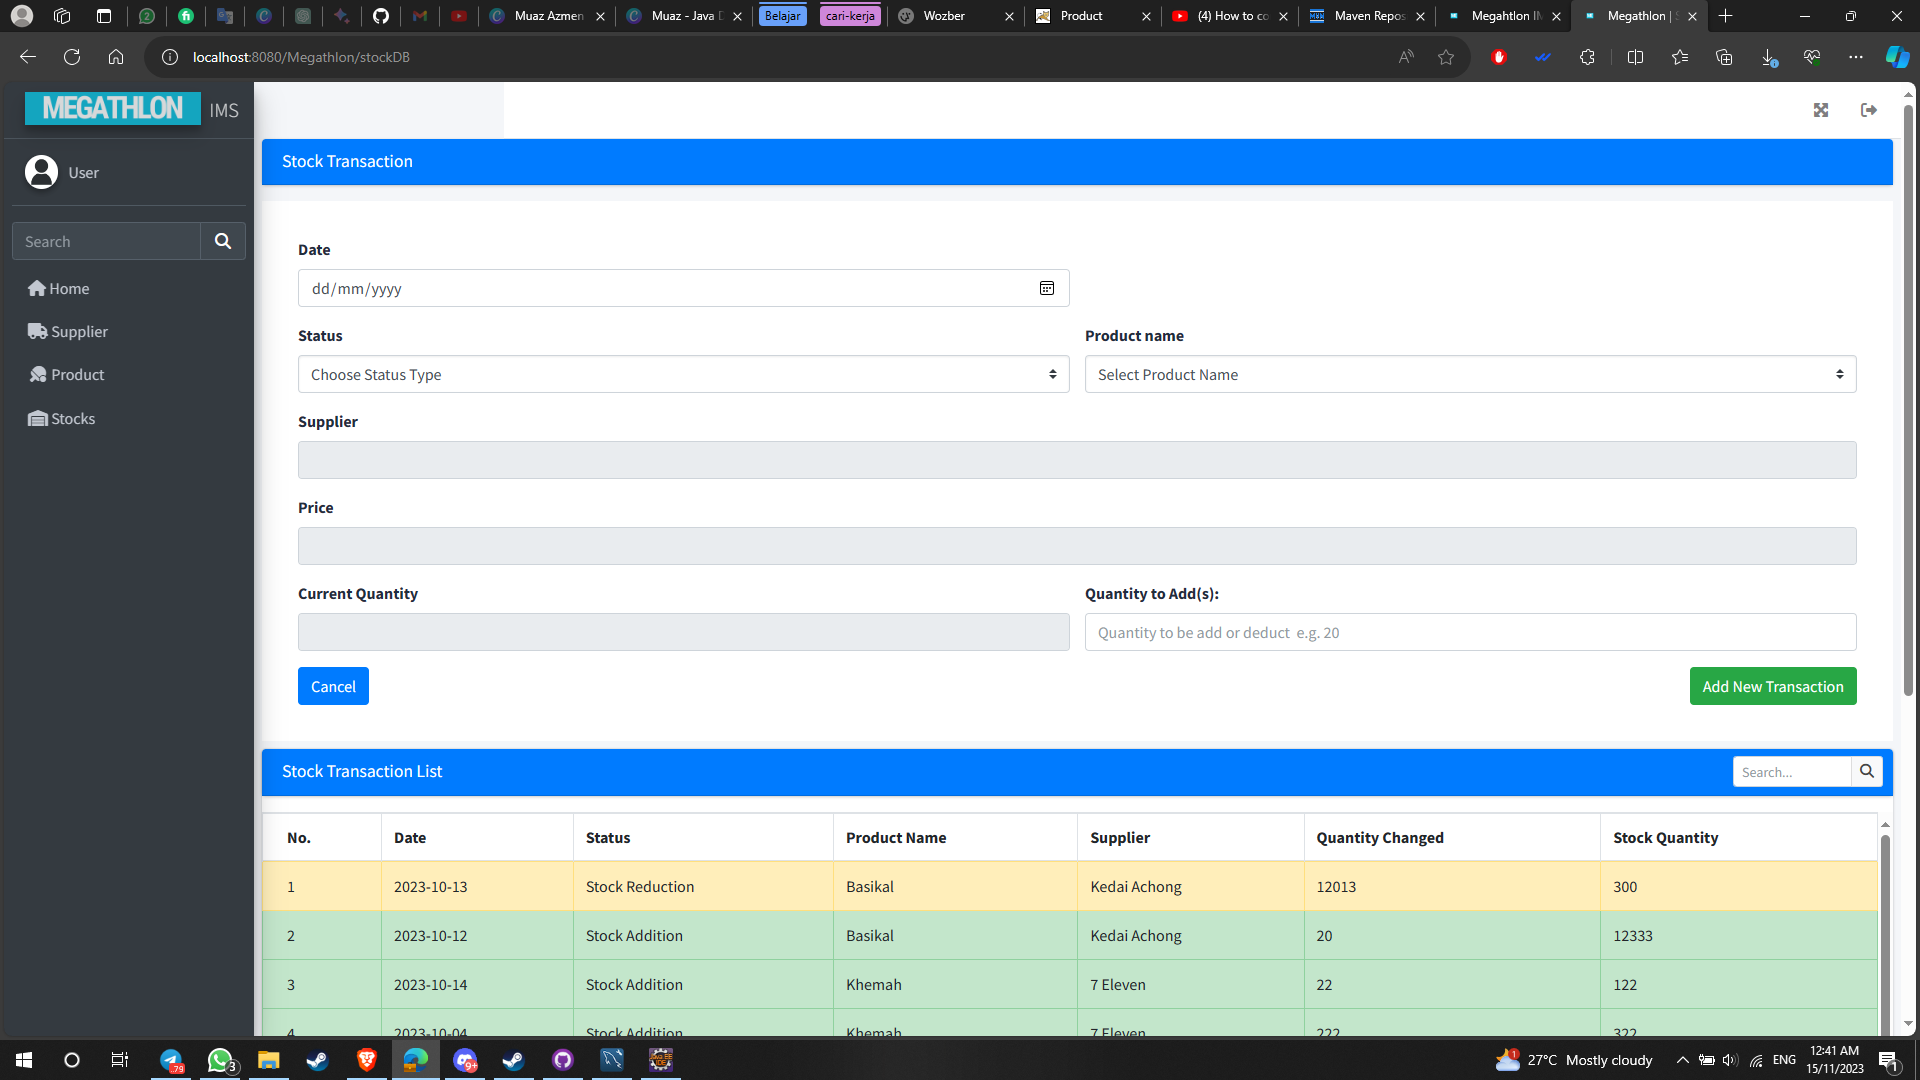 Muaz Azmen
Muaz - Java D
Belajar
cari-kerja
Wozber
Product
(4) How to co
Maven Repos
Megahtlon IM
Megathlon | S
localhost:8080/Megathlon/stockDB
MEGATHLON IMS
User
Search
Home
Supplier
Product
Stocks
Stock Transaction
Date
dd/mm/yyyy
Status
Product name
Choose Status Type
Select Product Name
Supplier
Price
Current Quantity
Quantity to Add(s):
Quantity to be add or deduct e.g. 20
Cancel
Add New Transaction
Stock Transaction List
Search...
No. Date Status Product Name Supplier Quantity Changed Stock Quantity
1 2023-10-13 Stock Reduction Basikal Kedai Achong 12013 300
2 2023-10-12 Stock Addition Basikal Kedai Achong 20 12333
3 2023-10-14 Stock Addition Khemah 7 Eleven 22 122
4 2023-10-04 Stock Addition Khemah 7 Eleven 222 322
.79
3
9+
1
27°C Mostly cloudy
ENG
12:41 AM
15/11/2023
1